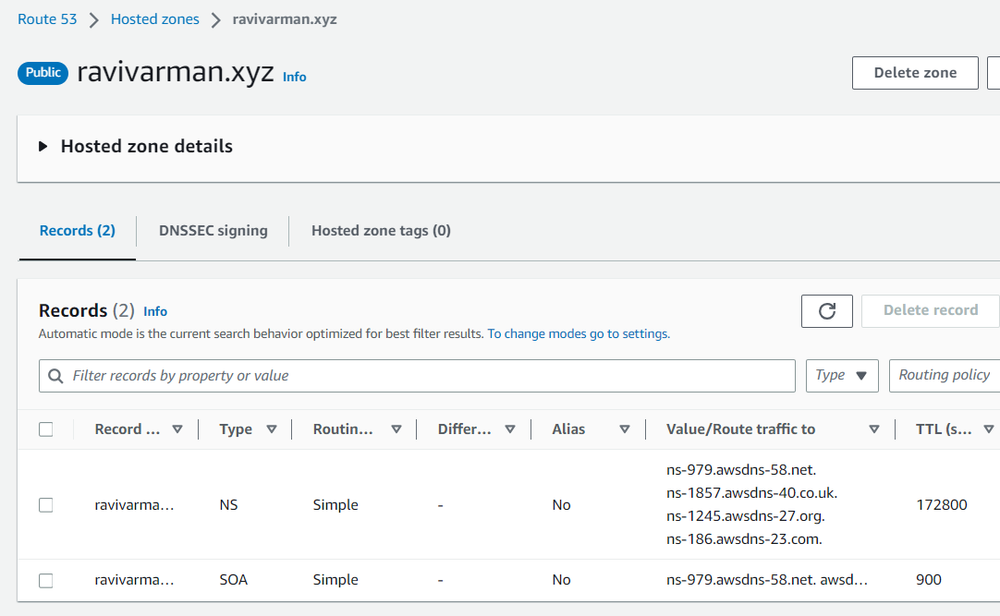 Route 53 > Hosted zones > ravivarman.xyz
Public ravivarman.xyz Info
Delete zone
Hosted zone details
Records (2) DNSSEC signing Hosted zone tags (0)
Records (2) Info
Delete record
Automatic mode is the current search behavior optimized for best filter results. To change modes go to settings.
Filter records by property or value
Type
Routing policy
Record ... Type Routin... Differ... Alias Value/Route traffic to TTL (s...
ravivarma... NS Simple - No
ns-979.awsdns-58.net.
ns-1857.awsdns-40.co.uk.
ns-1245.awsdns-27.org.
ns-186.awsdns-23.com.
172800
ravivarma... SOA Simple - No ns-979.awsdns-58.net. awsd... 900